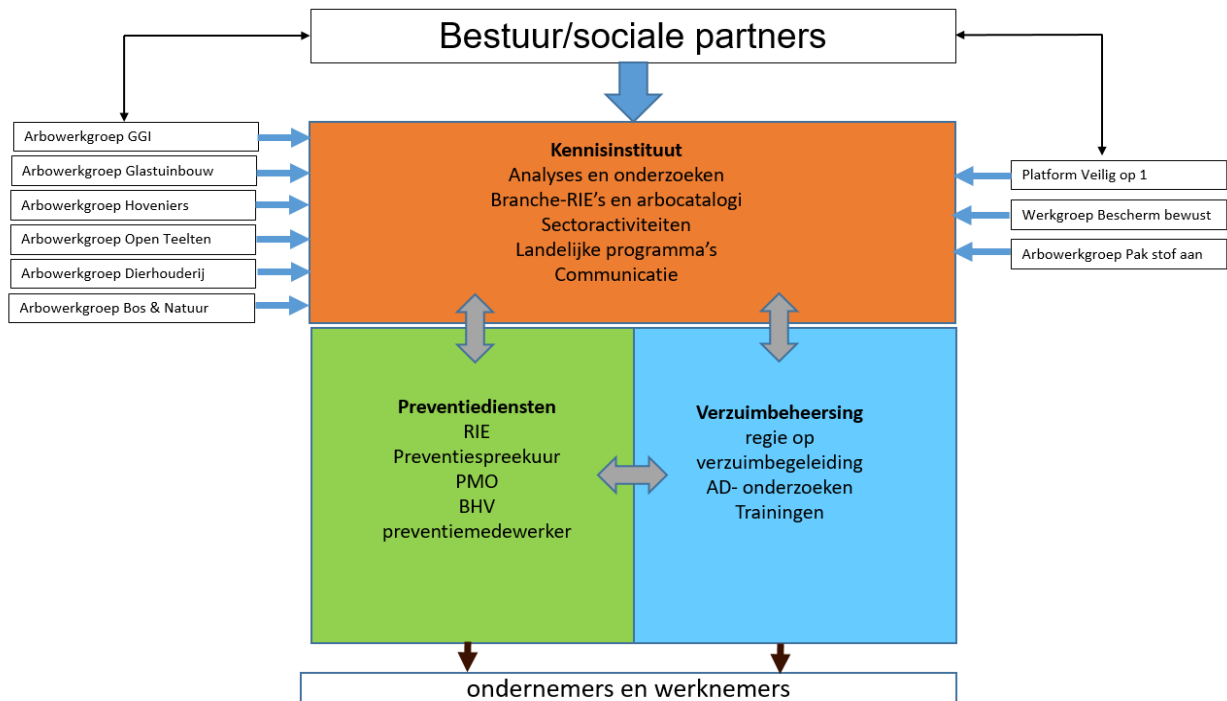 Bestuur/sociale partners
Arbowerkgroep GGI
Arbowerkgroep Glastuinbouw
Arbowerkgroep Hoveniers
Arbowerkgroep Open Teelten
Arbowerkgroep Dierhouderij
Arbowerkgroep Bos & Natuur
Kennisinstituut
Analyses en onderzoeken
Branche-RIE’s en arbocatalogi
Sectoractiviteiten
Landelijke programma’s
Communicatie
Platform Veilig op 1
Werkgroep Bescherm bewust
Arbowerkgroep Pak stof aan
Preventiediensten
RIE
Preventiespreekuur
PMO
BHV
preventiemedewerker
Verzuimbeheersing
regie op
verzuimbegeleiding
AD- onderzoeken
Trainingen
ondernemers en werknemers